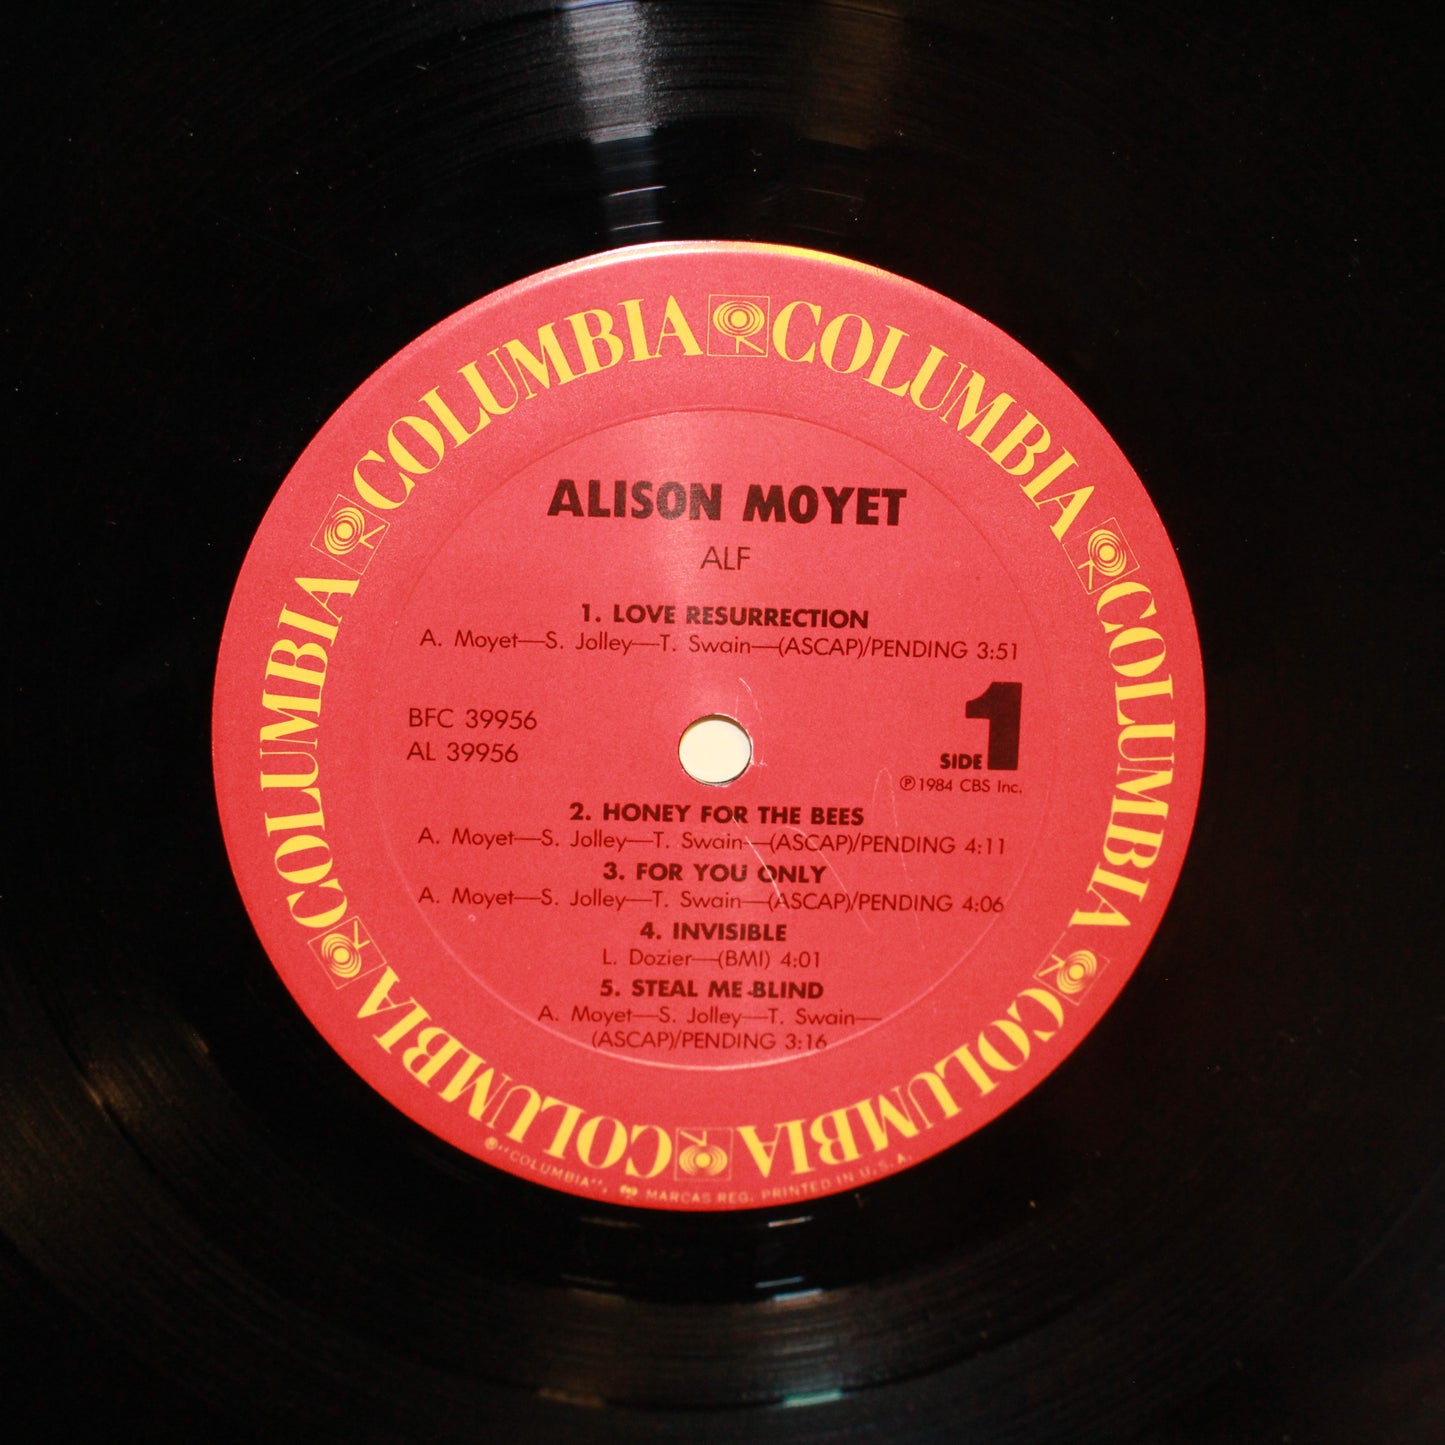 COLUMBIA COLUMBIA COLUMBIA COLUMBIA COLUMBIA COLUMBIA
ALISON MOYET
ALF
1. LOVE RESURRECTION
A. Moyet—S. Jolley—T. Swain—(ASCAP)/PENDING 3:51
BFC 39956
AL 39956
SIDE 1
℗ 1984 CBS Inc.
2. HONEY FOR THE BEES
A. Moyet—S. Jolley—T. Swain—(ASCAP)/PENDING 4:11
3. FOR YOU ONLY
A. Moyet—S. Jolley—T. Swain—(ASCAP)/PENDING 4:06
4. INVISIBLE
L. Dozier—(BMI) 4:01
5. STEAL ME BLIND
A. Moyet—S. Jolley—T. Swain—
(ASCAP)/PENDING 3:16
®"COLUMBIA", MARCAS REG. PRINTED IN U.S.A.